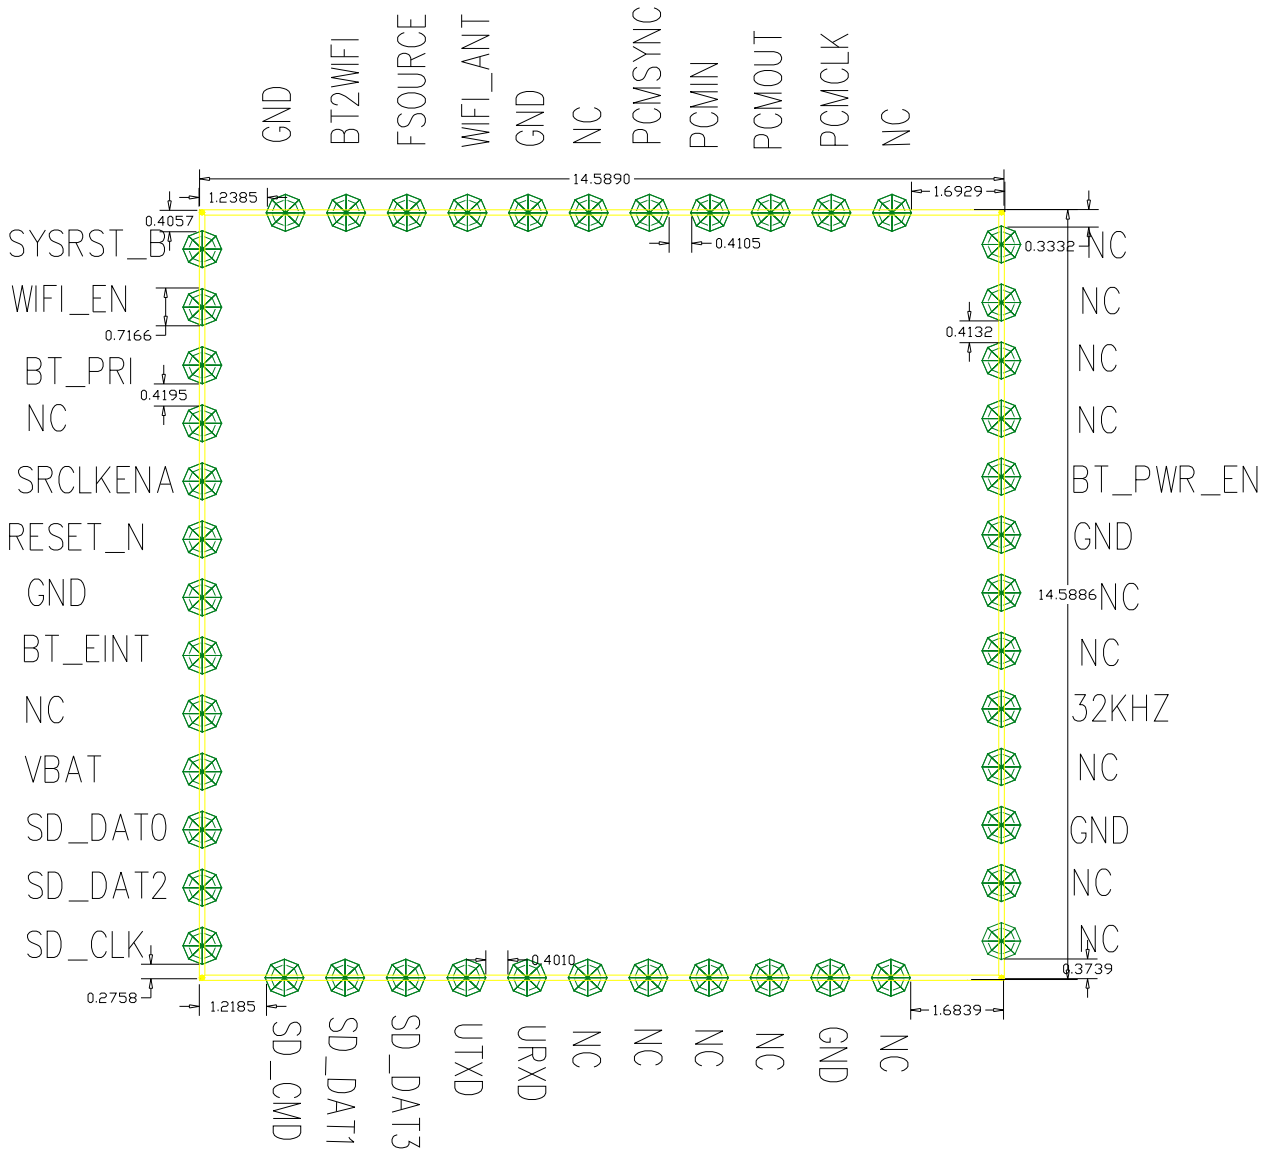 GND
BT2WIFI
FSOURCE
WIFI_ANT
GND
NC
PCMSYNC
PCMIN
PCMOUT
PCMCLK
NC
14.5890
1.2385
1.6929
0.4057
0.4105
0.3332
SYSRST_B
NC
WIFI_EN
NC
0.7166
0.4132
BT_PRI
NC
0.4195
NC
NC
SRCLKENA
BT_PWR_EN
RESET_N
GND
GND
14.5886
NC
BT_EINT
NC
NC
32KHZ
VBAT
NC
SD_DAT0
GND
SD_DAT2
NC
SD_CLK
NC
0.4010
0.3739
0.2758
1.2185
1.6839
SD_CMD
SD_DAT1
SD_DAT3
UTXD
URXD
NC
NC
NC
NC
GND
NC